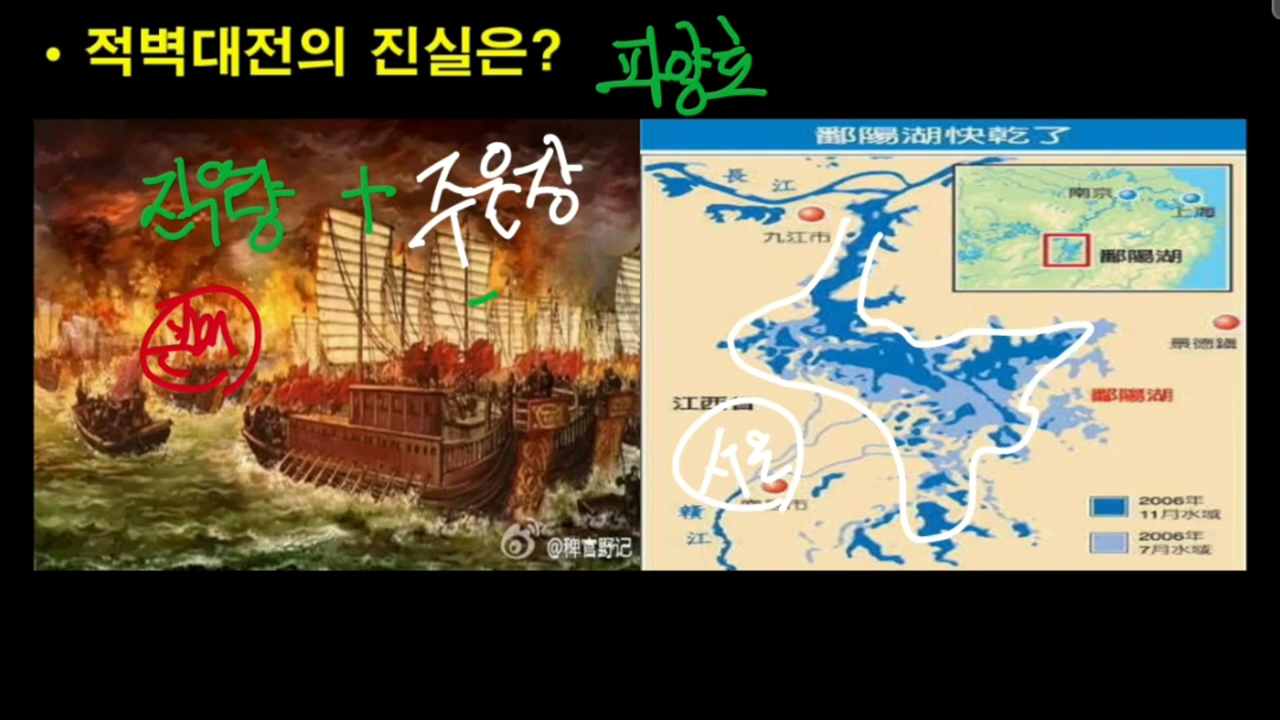 • 적벽대전의 진실은?
파양호
진우량 + 주원장
鄱陽湖快乾了
長江
九江市
南京
上海
鄱陽湖
景德鎮
江西省
鄱陽湖
서울
贛江
2006年
11月水域
2006年
7月水域
@稗官野记